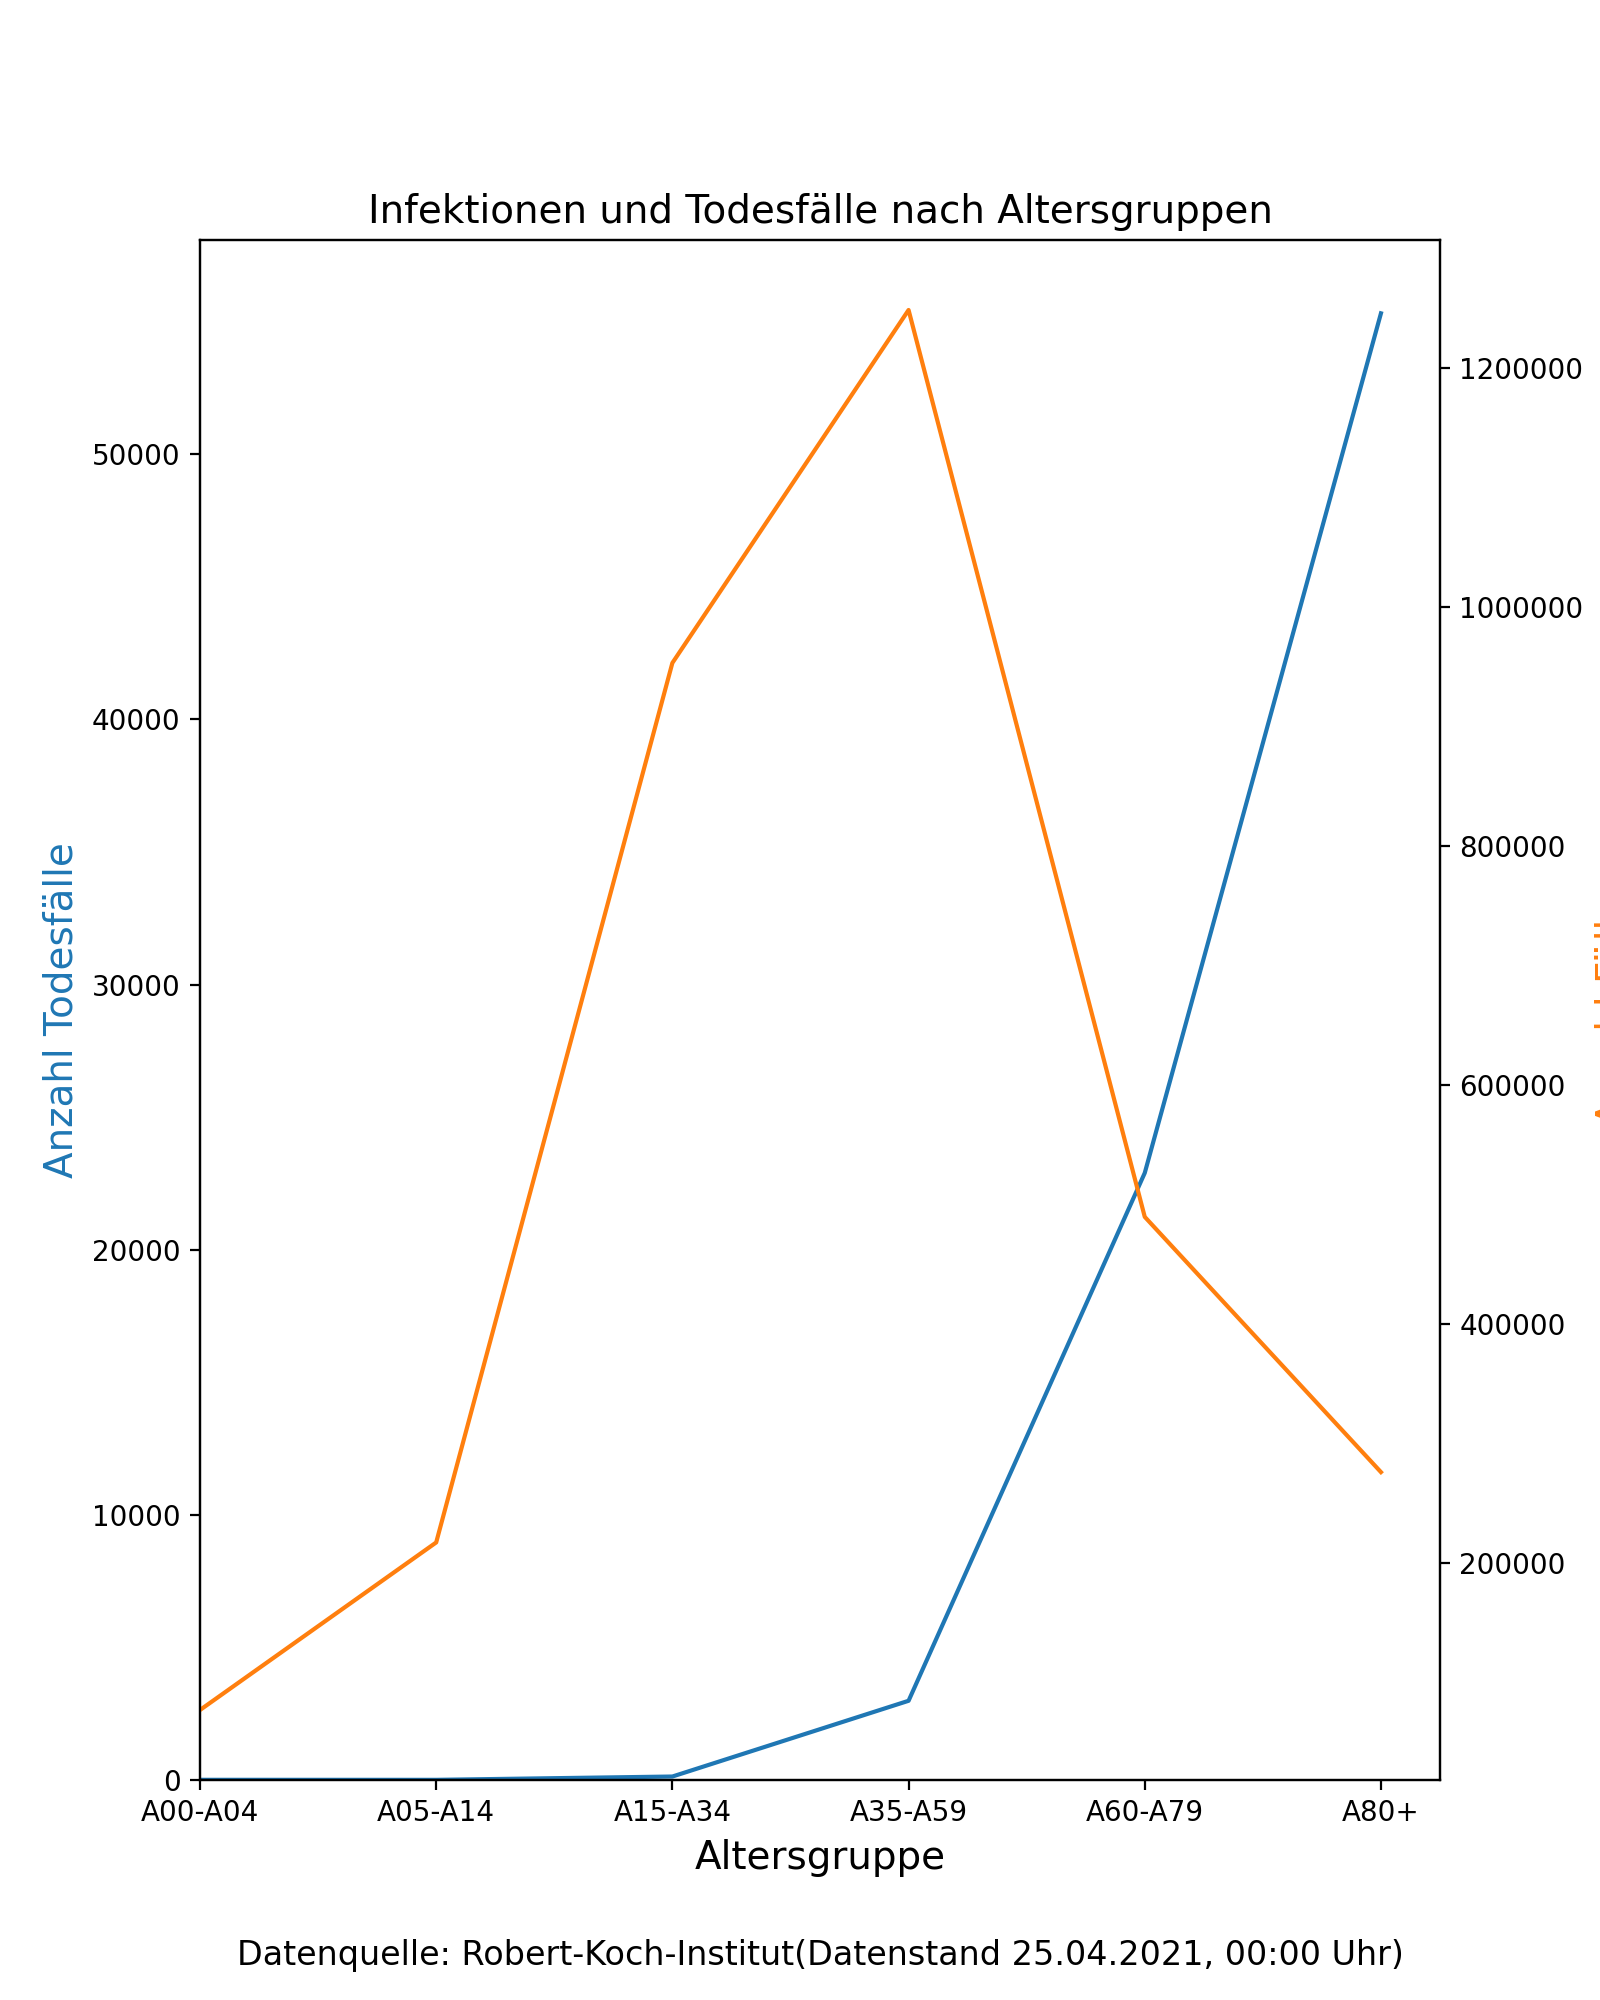 Infektionen und Todesfälle nach Altersgruppen
50000
40000
30000
20000
10000
0
Anzahl Todesfälle
1200000
1000000
800000
600000
400000
200000
A00-A04 A05-A14 A15-A34 A35-A59 A60-A79 A80+
Altersgruppe
Datenquelle: Robert-Koch-Institut(Datenstand 25.04.2021, 00:00 Uhr)